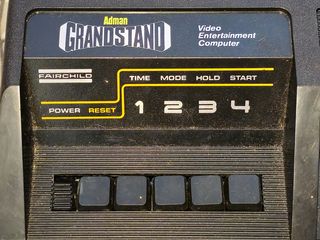 Adman
GRANDSTAND
Video
Entertainment
Computer
FAIRCHILD
TIME MODE HOLD START
POWER RESET 1 2 3 4